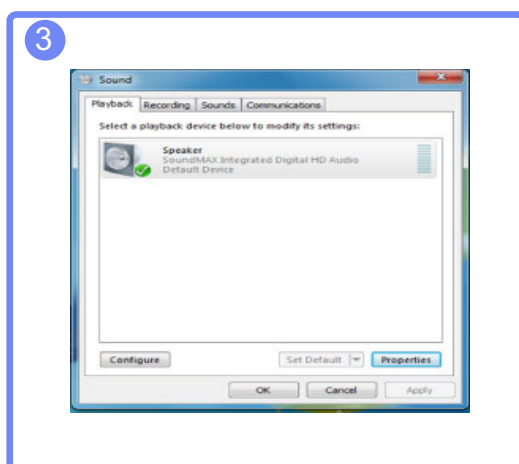 3
Sound
Playback Recording Sounds Communications
Select a playback device below to modify its settings:
Speaker
SoundMAX Integrated Digital HD Audio
Default Device
Configure Set Default Properties
OK Cancel Apply